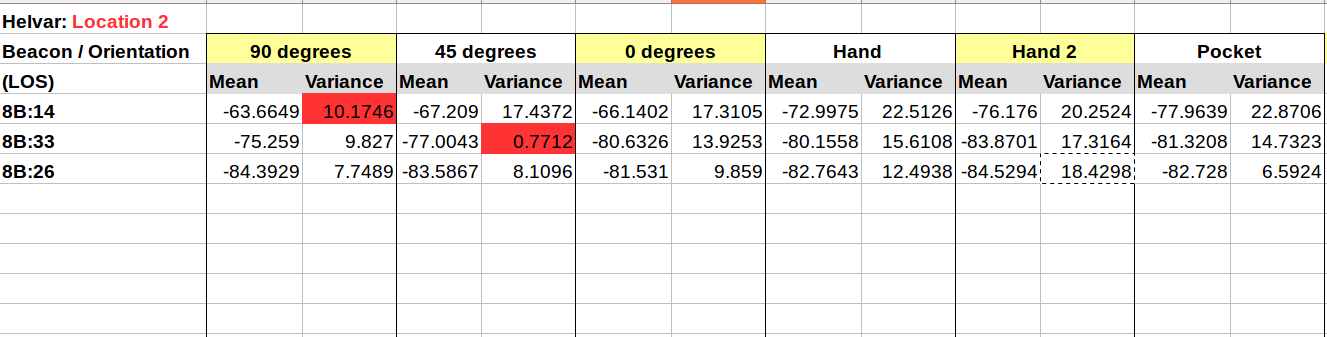 Helvar: Location 2
Beacon / Orientation 90 degrees 45 degrees 0 degrees Hand Hand 2 Pocket
(LOS) Mean Variance Mean Variance Mean Variance Mean Variance Mean Variance Mean Variance
8B:14 -63.6649 10.1746 -67.209 17.4372 -66.1402 17.3105 -72.9975 22.5126 -76.176 20.2524 -77.9639 22.8706
8B:33 -75.259 9.827 -77.0043 0.7712 -80.6326 13.9253 -80.1558 15.6108 -83.8701 17.3164 -81.3208 14.7323
8B:26 -84.3929 7.7489 -83.5867 8.1096 -81.531 9.859 -82.7643 12.4938 -84.5294 18.4298 -82.728 6.5924